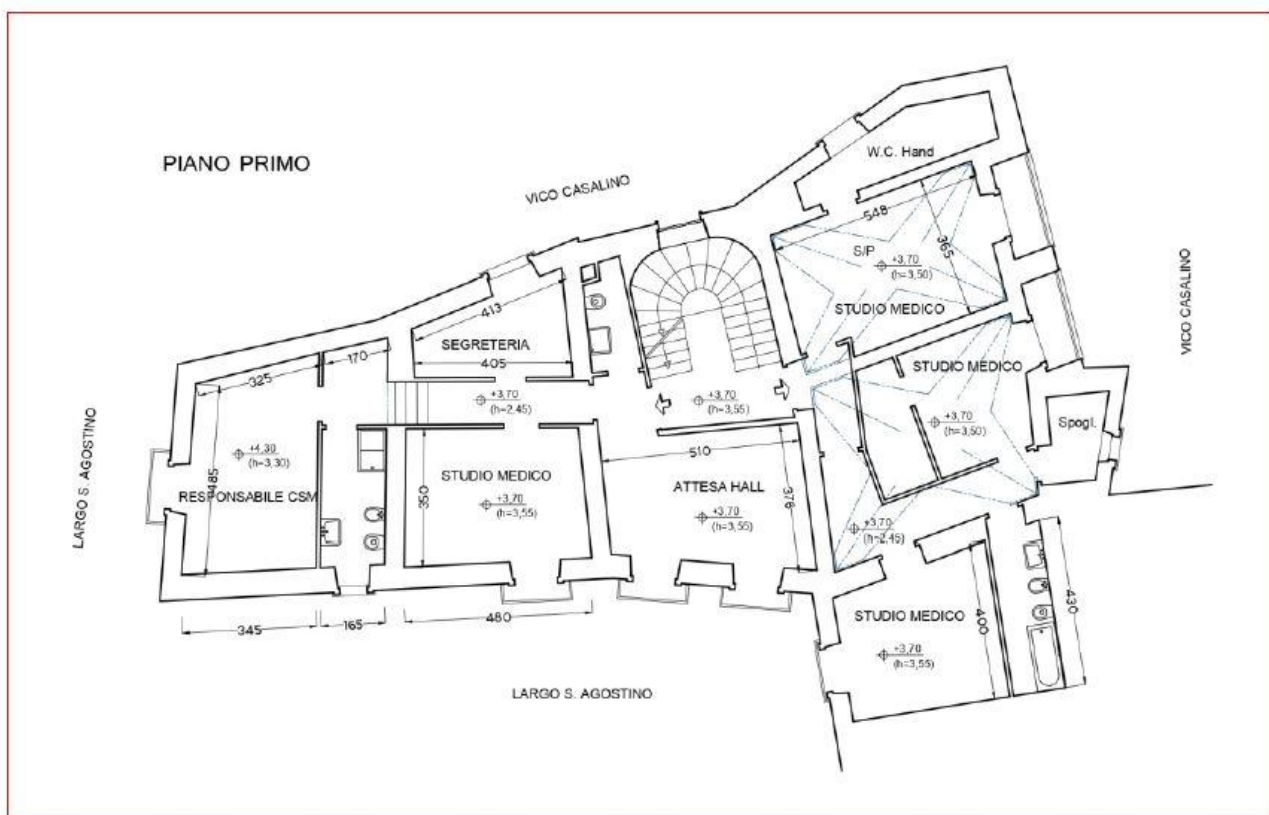 PIANO PRIMO
VICO CASALINO
W.C. Hand
548
365
S/P
+3,70
(h=3,50)
STUDIO MEDICO
VICO CASALINO
413
SEGRETERIA
405
170
325
+3,70
(h=2,45)
+3,70
(h=3,55)
STUDIO MEDICO
+3,70
(h=3,50)
Spogl.
LARGO S. AGOSTINO
+4,30
(h=3,30)
485
RESPONSABILE CSM
350
STUDIO MEDICO
+3,70
(h=3,55)
510
ATTESA HALL
376
+3,70
(h=3,55)
+3,70
(h=2,45)
STUDIO MEDICO
400
430
+3,70
(h=3,55)
345
165
480
LARGO S. AGOSTINO